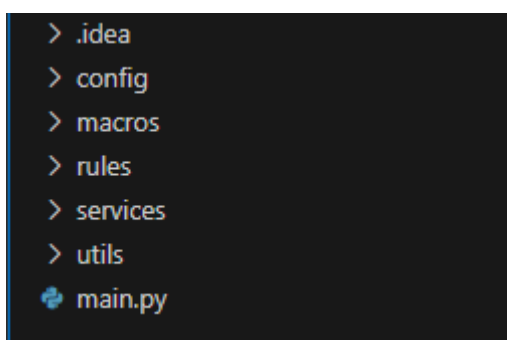 .idea
config
macros
rules
services
utils
main.py